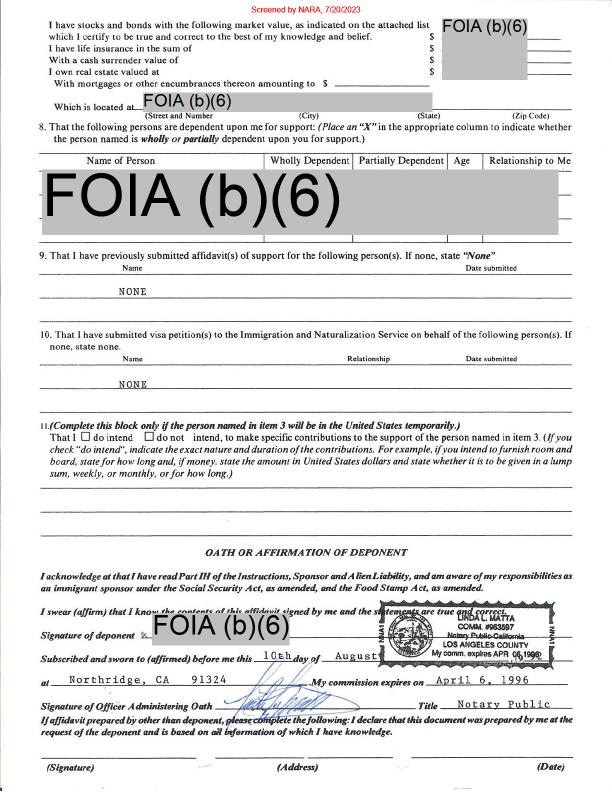 Screened by NARA, 7/20/2023
I have stocks and bonds with the following market value, as indicated on the attached list
which I certify to be true and correct to the best of my knowledge and belief. $ FOIA (b)(6)
I have life insurance in the sum of $
With a cash surrender value of $
I own real estate valued at $
With mortgages or other encumbrances thereon amounting to $
Which is located at FOIA (b)(6)
(Street and Number) (City) (State) (Zip Code)
8. That the following persons are dependent upon me for support: (Place an "X" in the appropriate column to indicate whether
the person named is wholly or partially dependent upon you for support.)
Name of Person Wholly Dependent Partially Dependent Age Relationship to Me
FOIA (b)(6)
9. That I have previously submitted affidavit(s) of support for the following person(s). If none, state "None"
Name Date submitted
NONE
10. That I have submitted visa petition(s) to the Immigration and Naturalization Service on behalf of the following person(s). If
none, state none.
Name Relationship Date submitted
NONE
11.(Complete this block only if the person named in item 3 will be in the United States temporarily.)
That I ☐ do intend ☐ do not intend, to make specific contributions to the support of the person named in item 3. (If you
check "do intend", indicate the exact nature and duration of the contributions. For example, if you intend to furnish room and
board, state for how long and, if money, state the amount in United States dollars and state whether it is to be given in a lump
sum, weekly, or monthly, or for how long.)
OATH OR AFFIRMATION OF DEPONENT
I acknowledge at that I have read Part III of the Instructions, Sponsor and Alien Liability, and am aware of my responsibilities as
an immigrant sponsor under the Social Security Act, as amended, and the Food Stamp Act, as amended.
I swear (affirm) that I know the contents of this affidavit signed by me and the statements are true and correct.
Signature of deponent FOIA (b)(6)
LINDA L. MATTA
COMM. #963597
Notary Public-California
LOS ANGELES COUNTY
My comm. expires APR 06,1996
Subscribed and sworn to (affirmed) before me this 10th day of August
at Northridge, CA 91324 My commission expires on April 6, 1996
Signature of Officer Administering Oath Title Notary Public
If affidavit prepared by other than deponent, please complete the following: I declare that this document was prepared by me at the
request of the deponent and is based on all information of which I have knowledge.
(Signature) (Address) (Date)